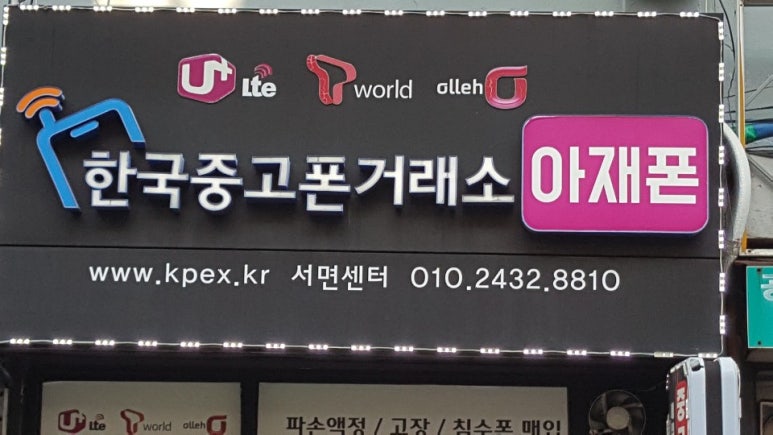 U+ Lte T world olleh
한국중고폰거래소 아재폰
www.kpex.kr 서면센터 010.2432.8810
U+ Lte T world olleh
파손액정 / 고장 / 침수폰 매입